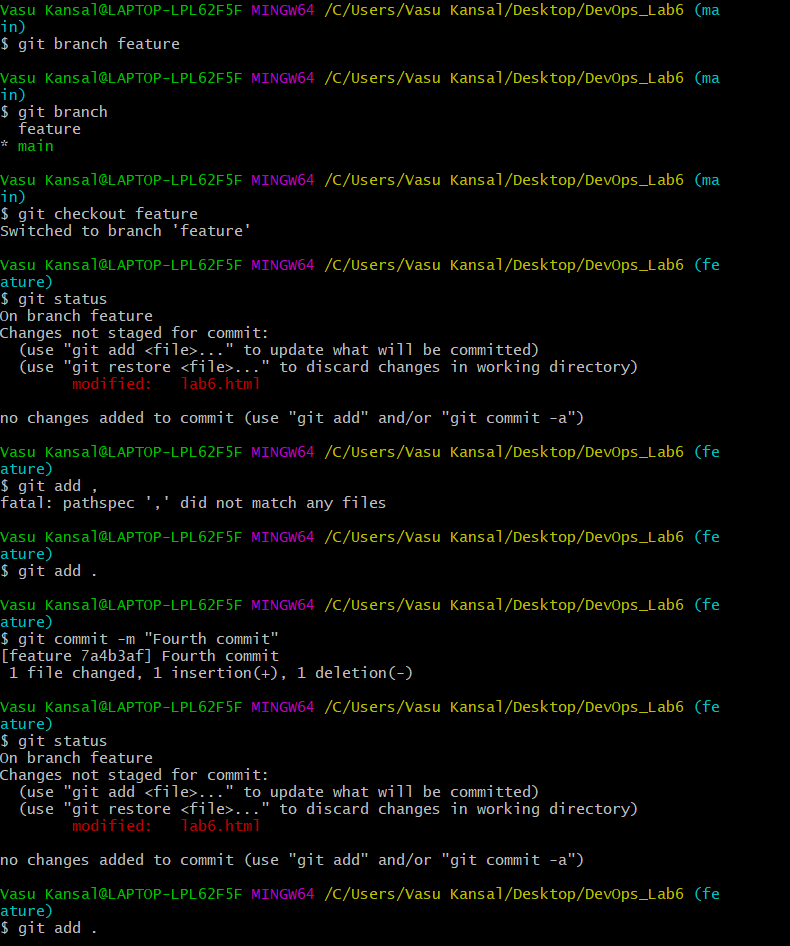 Vasu Kansal@LAPTOP-LPL62F5F MINGW64 /C/Users/Vasu Kansal/Desktop/DevOps_Lab6 (ma
in)
$ git branch feature
Vasu Kansal@LAPTOP-LPL62F5F MINGW64 /C/Users/Vasu Kansal/Desktop/DevOps_Lab6 (ma
in)
$ git branch
  feature
* main
Vasu Kansal@LAPTOP-LPL62F5F MINGW64 /C/Users/Vasu Kansal/Desktop/DevOps_Lab6 (ma
in)
$ git checkout feature
Switched to branch 'feature'
Vasu Kansal@LAPTOP-LPL62F5F MINGW64 /C/Users/Vasu Kansal/Desktop/DevOps_Lab6 (fe
ature)
$ git status
On branch feature
Changes not staged for commit:
  (use "git add <file>..." to update what will be committed)
  (use "git restore <file>..." to discard changes in working directory)
        modified:   lab6.html
no changes added to commit (use "git add" and/or "git commit -a")
Vasu Kansal@LAPTOP-LPL62F5F MINGW64 /C/Users/Vasu Kansal/Desktop/DevOps_Lab6 (fe
ature)
$ git add ,
fatal: pathspec ',' did not match any files
Vasu Kansal@LAPTOP-LPL62F5F MINGW64 /C/Users/Vasu Kansal/Desktop/DevOps_Lab6 (fe
ature)
$ git add .
Vasu Kansal@LAPTOP-LPL62F5F MINGW64 /C/Users/Vasu Kansal/Desktop/DevOps_Lab6 (fe
ature)
$ git commit -m "Fourth commit"
[feature 7a4b3af] Fourth commit
 1 file changed, 1 insertion(+), 1 deletion(-)
Vasu Kansal@LAPTOP-LPL62F5F MINGW64 /C/Users/Vasu Kansal/Desktop/DevOps_Lab6 (fe
ature)
$ git status
On branch feature
Changes not staged for commit:
  (use "git add <file>..." to update what will be committed)
  (use "git restore <file>..." to discard changes in working directory)
        modified:   lab6.html
no changes added to commit (use "git add" and/or "git commit -a")
Vasu Kansal@LAPTOP-LPL62F5F MINGW64 /C/Users/Vasu Kansal/Desktop/DevOps_Lab6 (fe
ature)
$ git add .